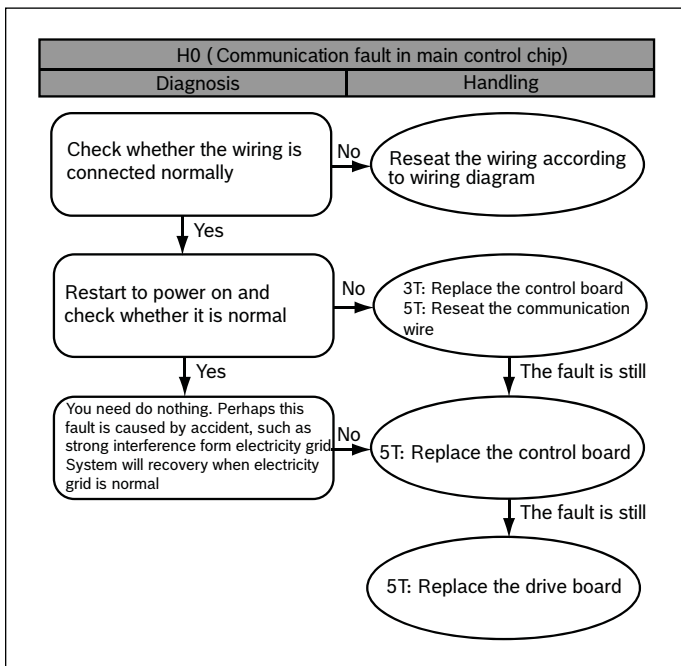 H0 ( Communication fault in main control chip)
Diagnosis
Handling
Check whether the wiring is
connected normally
No
Reseat the wiring according
to wiring diagram
Yes
Restart to power on and
check whether it is normal
No
3T: Replace the control board
5T: Reseat the communication
wire
Yes
The fault is still
You need do nothing. Perhaps this
fault is caused by accident, such as
strong interference form electricity grid
System will recovery when electricity
grid is normal
No
5T: Replace the control board
The fault is still
5T: Replace the drive board